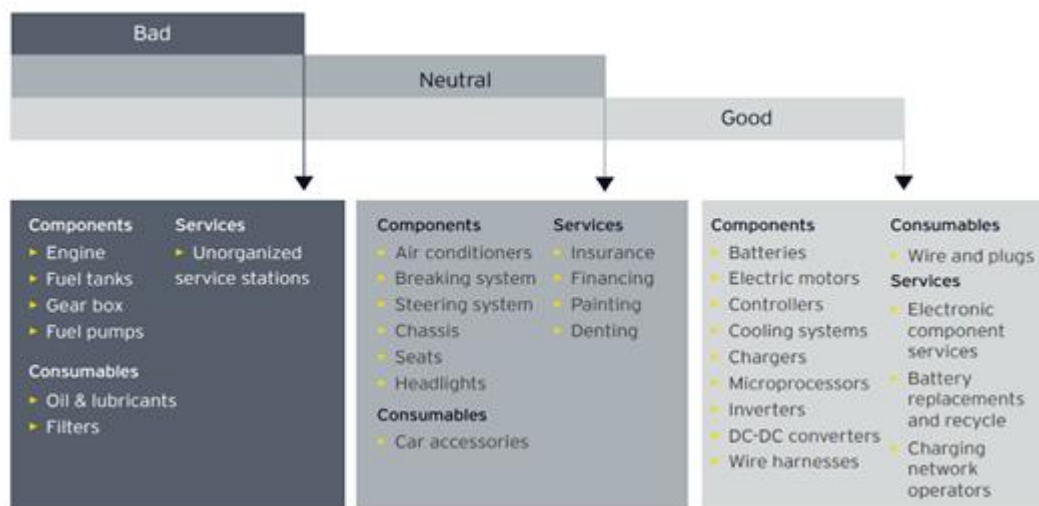 Bad
Neutral
Good
Components
Engine
Fuel tanks
Gear box
Fuel pumps
Consumables
Oil & lubricants
Filters
Services
Unorganized
service stations
Components
Air conditioners
Breaking system
Steering system
Chassis
Seats
Headlights
Consumables
Car accessories
Services
Insurance
Financing
Painting
Denting
Components
Batteries
Electric motors
Controllers
Cooling systems
Chargers
Microprocessors
Inverters
DC-DC converters
Wire harnesses
Consumables
Wire and plugs
Services
Electronic
component
services
Battery
replacements
and recycle
Charging
network
operators